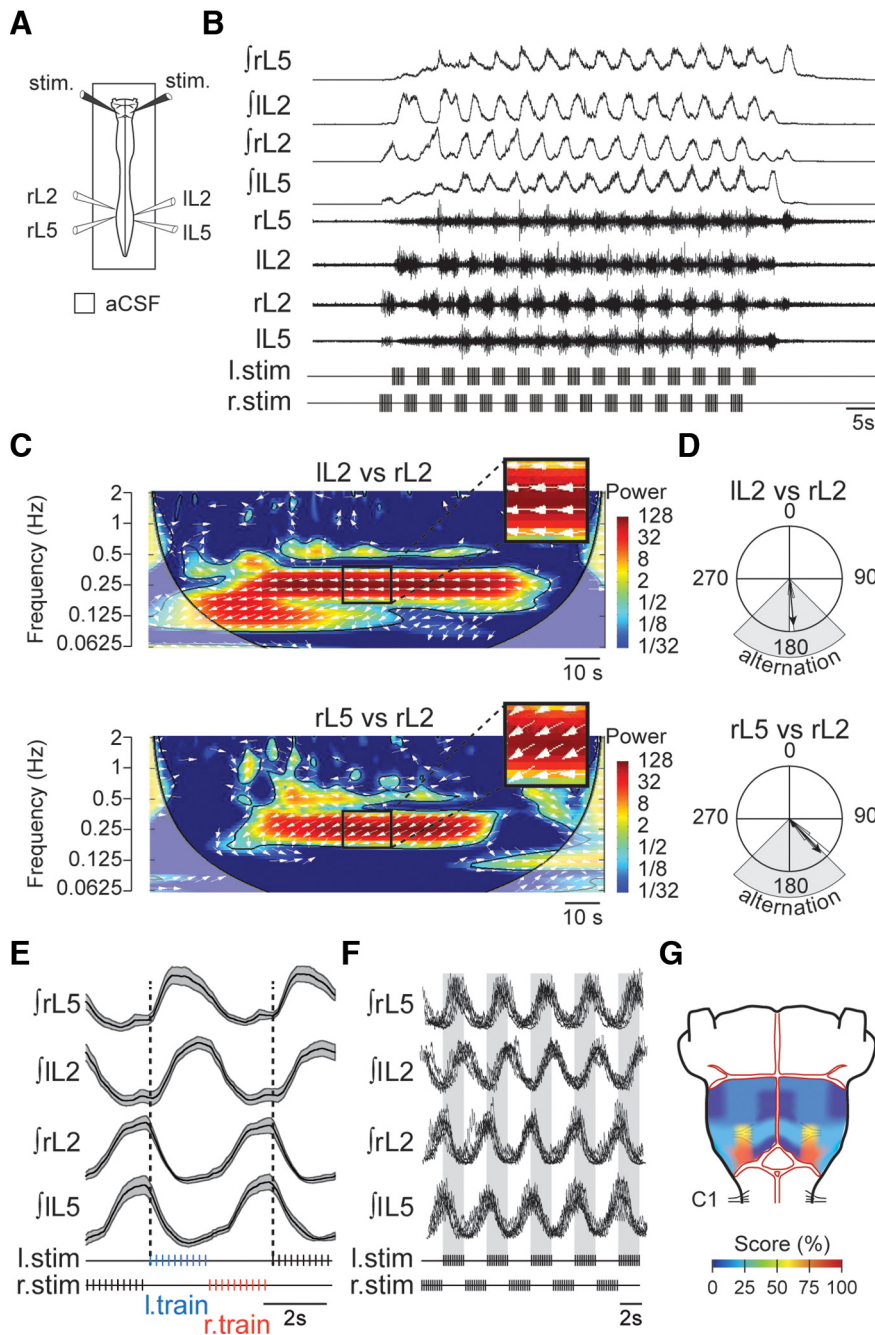 A
stim. stim.
rL2 lL2
rL5 lL5
aCSF
B
∫rL5
∫lL2
∫rL2
∫lL5
rL5
lL2
rL2
lL5
l.stim
r.stim
5s
C
lL2 vs rL2
Frequency (Hz)
2
1
0.5
0.25
0.125
0.0625
Power
128
32
8
2
1/2
1/8
1/32
10 s
rL5 vs rL2
Frequency (Hz)
2
1
0.5
0.25
0.125
0.0625
Power
128
32
8
2
1/2
1/8
1/32
10 s
D
lL2 vs rL2
0
270 90
180
alternation
rL5 vs rL2
0
270 90
180
alternation
E
∫rL5
∫lL2
∫rL2
∫lL5
l.stim
r.stim
l.train
r.train
2s
F
∫rL5
∫lL2
∫rL2
∫lL5
l.stim
r.stim
2s
G
C1
Score (%)
0 25 50 75 100